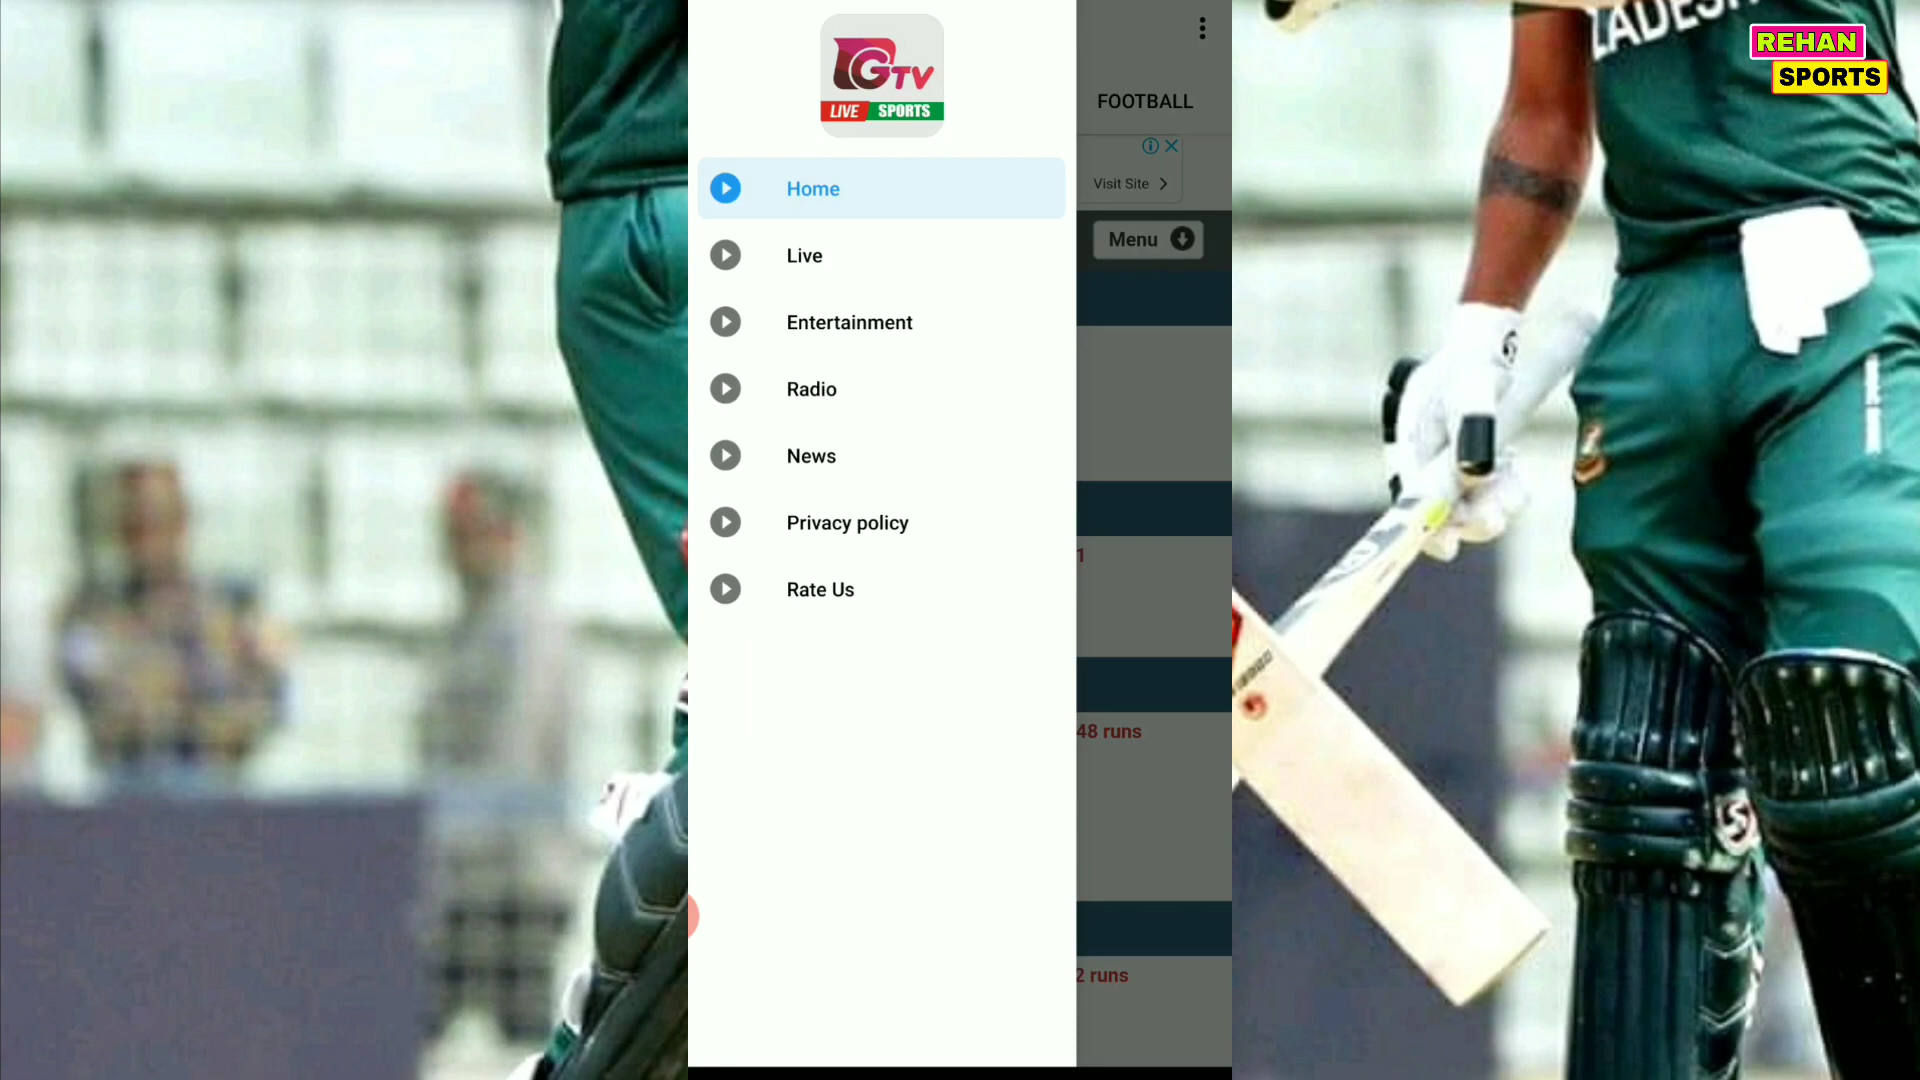 GTV
LIVE SPORTS
Home
Live
Entertainment
Radio
News
Privacy policy
Rate Us
FOOTBALL
Visit Site
Menu
1
48 runs
2 runs
LADESH
REHAN
SPORTS